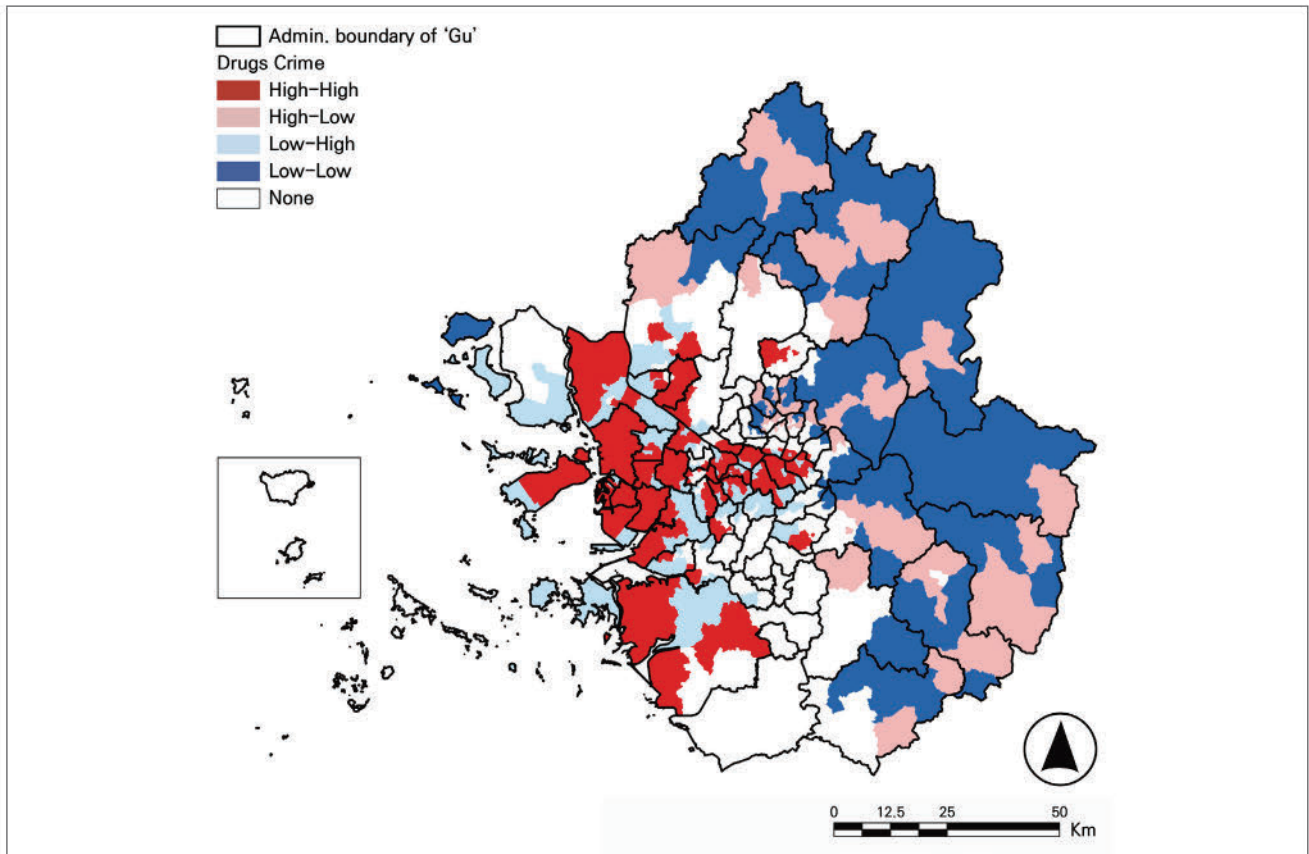 Admin. boundary of ‘Gu’
Drugs Crime
High-High
High-Low
Low-High
Low-Low
None
0 12.5 25 50
Km